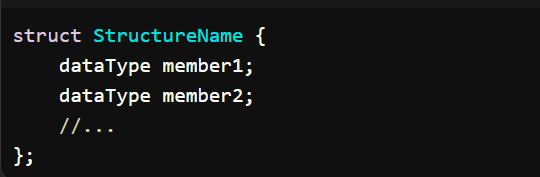 struct StructureName {
    dataType member1;
    dataType member2;
    //...
};